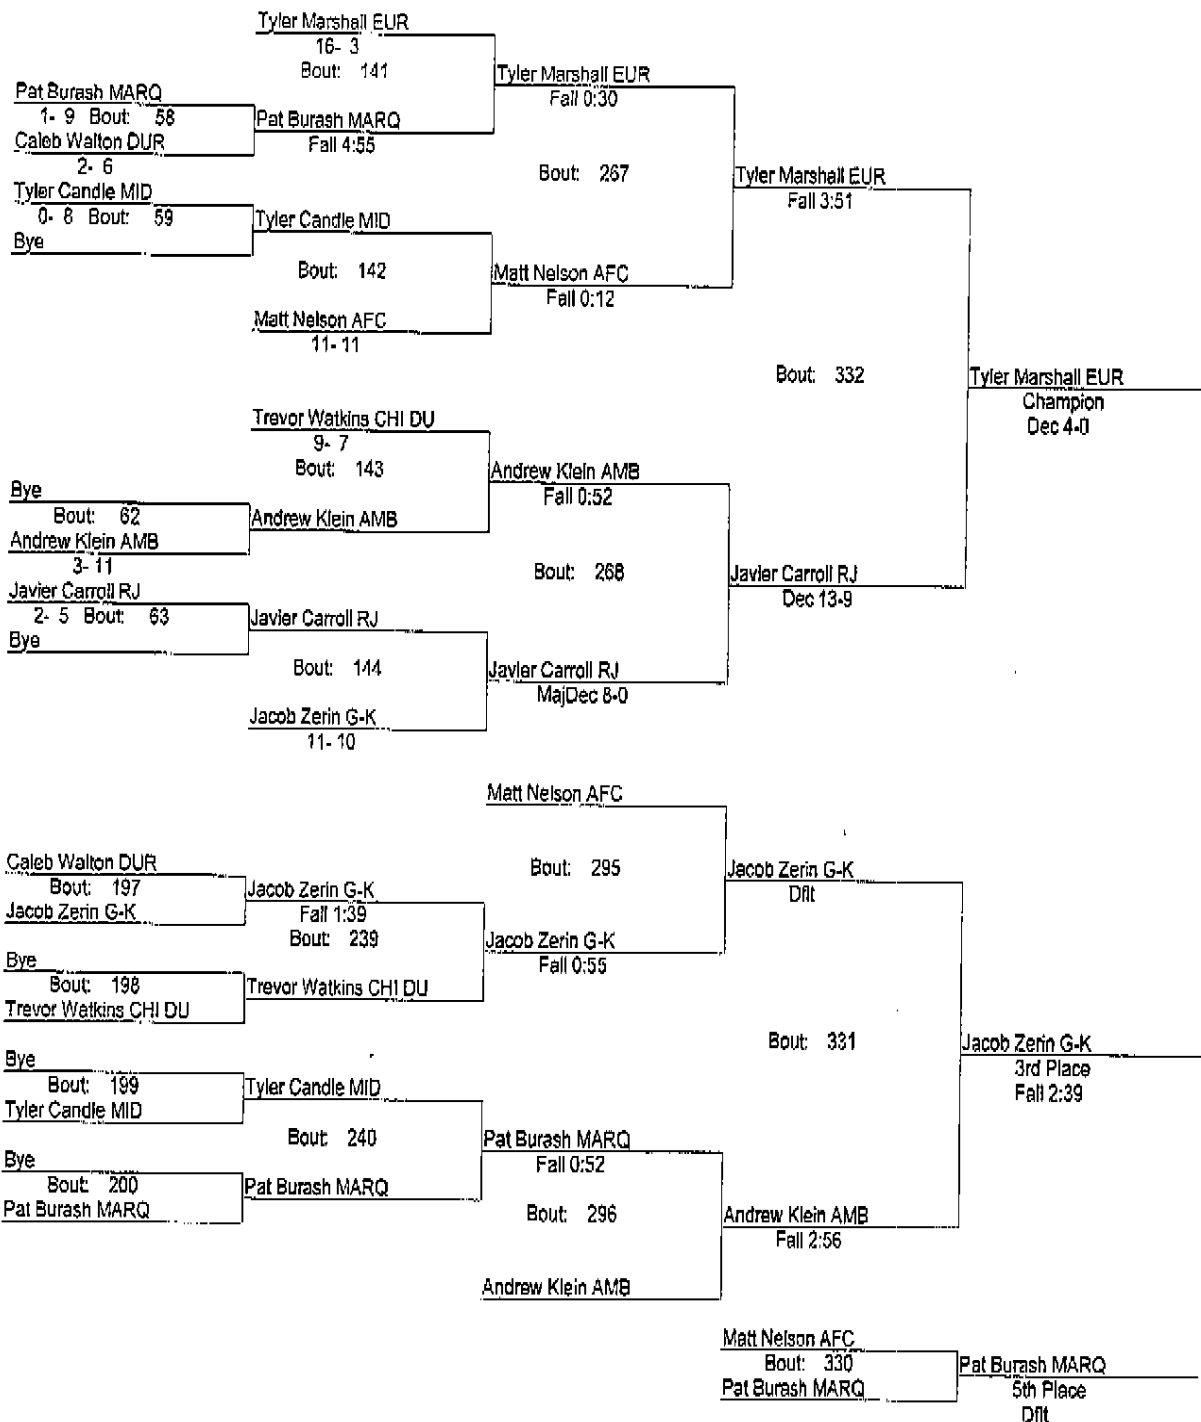 Tyler Marshall EUR
16- 3
Bout: 141
Tyler Marshall EUR
Fall 0:30
Pat Burash MARQ
1- 9 Bout: 58
Pat Burash MARQ
Fall 4:55
Caleb Walton DUR
2- 6
Bout: 267
Tyler Marshall EUR
Fall 3:51
Tyler Candle MID
0- 8 Bout: 59
Tyler Candle MID
Bye
Bout: 142
Matt Nelson AFC
Fall 0:12
Matt Nelson AFC
11- 11
Bout: 332
Tyler Marshall EUR
Champion
Dec 4-0
Trevor Watkins CHI DU
9- 7
Bout: 143
Andrew Klein AMB
Fall 0:52
Bye
Bout: 62
Andrew Klein AMB
Andrew Klein AMB
3- 11
Bout: 268
Javier Carroll RJ
Dec 13-9
Javier Carroll RJ
2- 5 Bout: 63
Javier Carroll RJ
Bye
Bout: 144
Javier Carroll RJ
MajDec 8-0
Jacob Zerin G-K
11- 10
Matt Nelson AFC
Caleb Walton DUR
Bout: 197
Jacob Zerin G-K
Bout: 295
Jacob Zerin G-K
Dflt
Jacob Zerin G-K
Fall 1:39
Bout: 239
Jacob Zerin G-K
Fall 0:55
Bye
Bout: 198
Trevor Watkins CHI DU
Trevor Watkins CHI DU
Bout: 331
Jacob Zerin G-K
3rd Place
Fall 2:39
Bye
Bout: 199
Tyler Candle MID
Tyler Candle MID
Bout: 240
Pat Burash MARQ
Fall 0:52
Bye
Bout: 200
Pat Burash MARQ
Pat Burash MARQ
Bout: 296
Andrew Klein AMB
Fall 2:56
Andrew Klein AMB
Matt Nelson AFC
Bout: 330
Pat Burash MARQ
Pat Burash MARQ
5th Place
Dflt